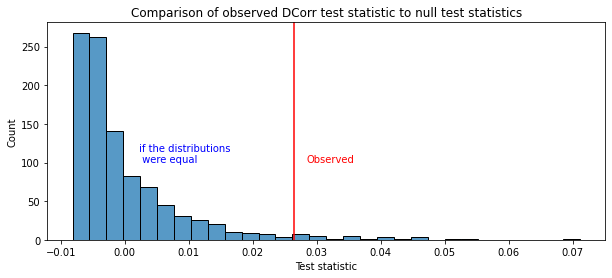 Comparison of observed DCorr test statistic to null test statistics
250
200
150
100
50
0
Count
if the distributions
were equal
Observed
−0.01 0.00 0.01 0.02 0.03 0.04 0.05 0.06 0.07
Test statistic